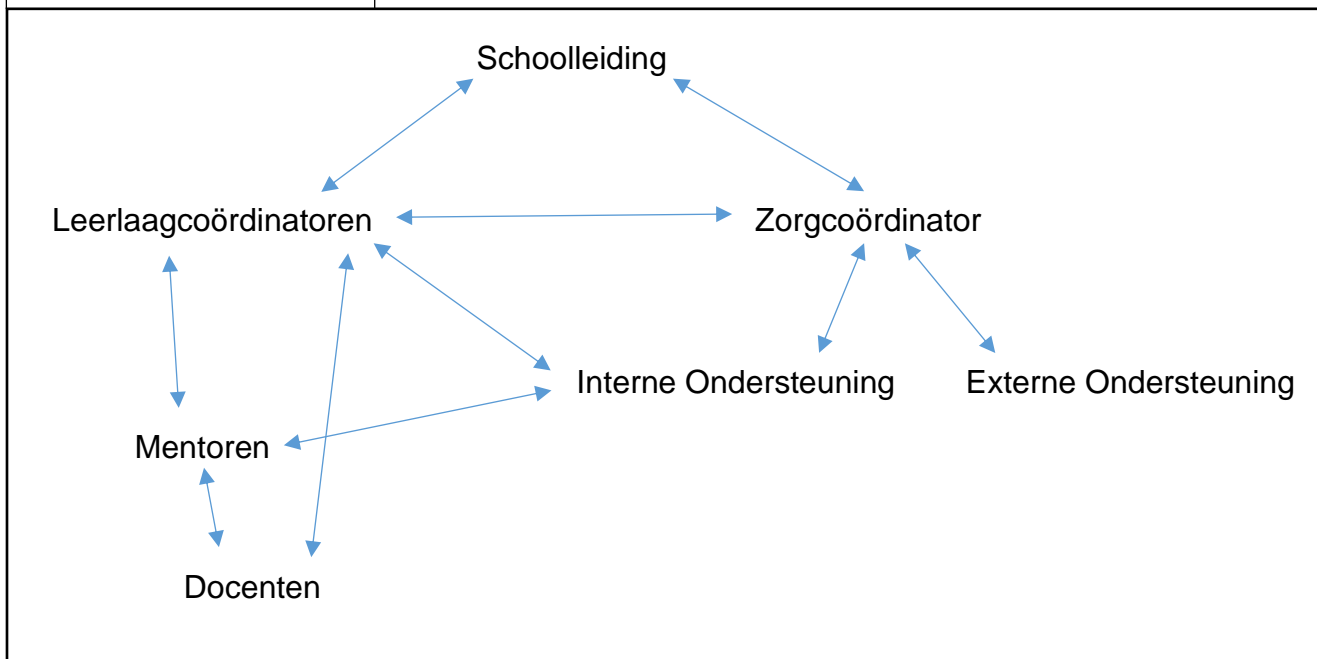 Schoolleiding
Leerlaagcoördinatoren
Zorgcoördinator
Interne Ondersteuning
Externe Ondersteuning
Mentoren
Docenten